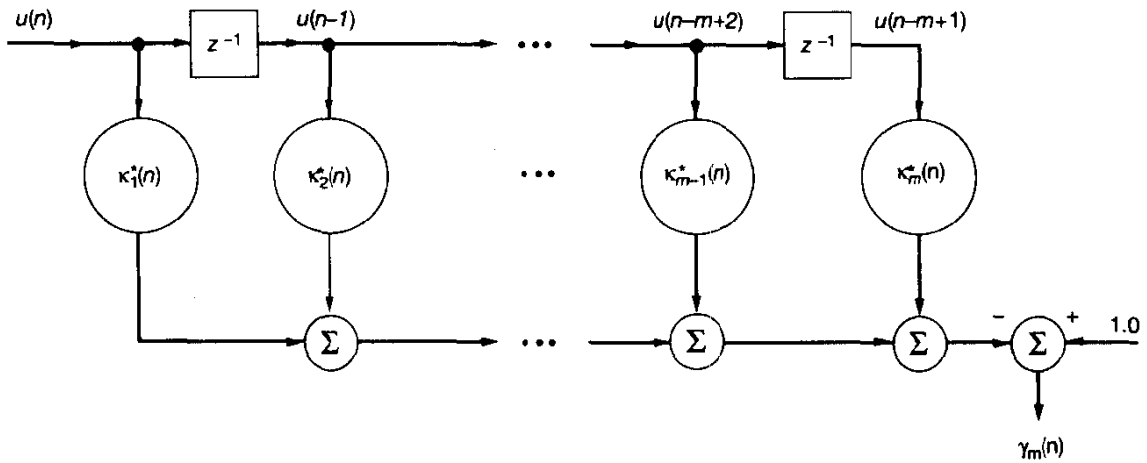 u(n) z⁻¹ u(n-1) ••• u(n-m+2) z⁻¹ u(n-m+1)
κ₁*(n) κ₂*(n) ••• κ*ₘ₋₁(n) κ*ₘ(n)
Σ ••• Σ Σ − Σ + 1.0
γₘ(n)